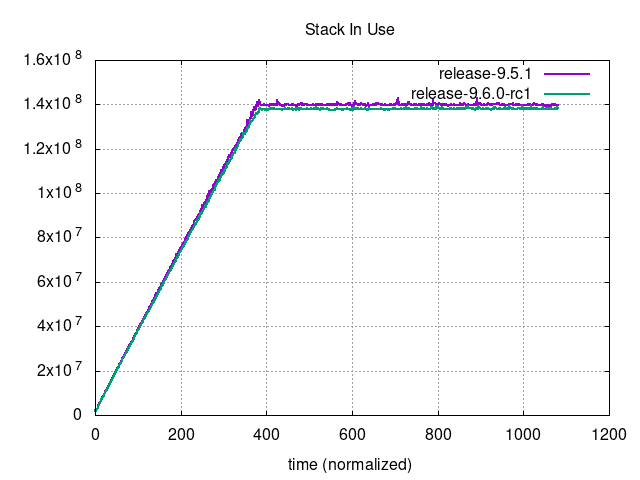 Stack In Use
1.6x10^8
1.4x10^8
1.2x10^8
1x10^8
8x10^7
6x10^7
4x10^7
2x10^7
0
release-9.5.1
release-9.6.0-rc1
0 200 400 600 800 1000 1200
time (normalized)